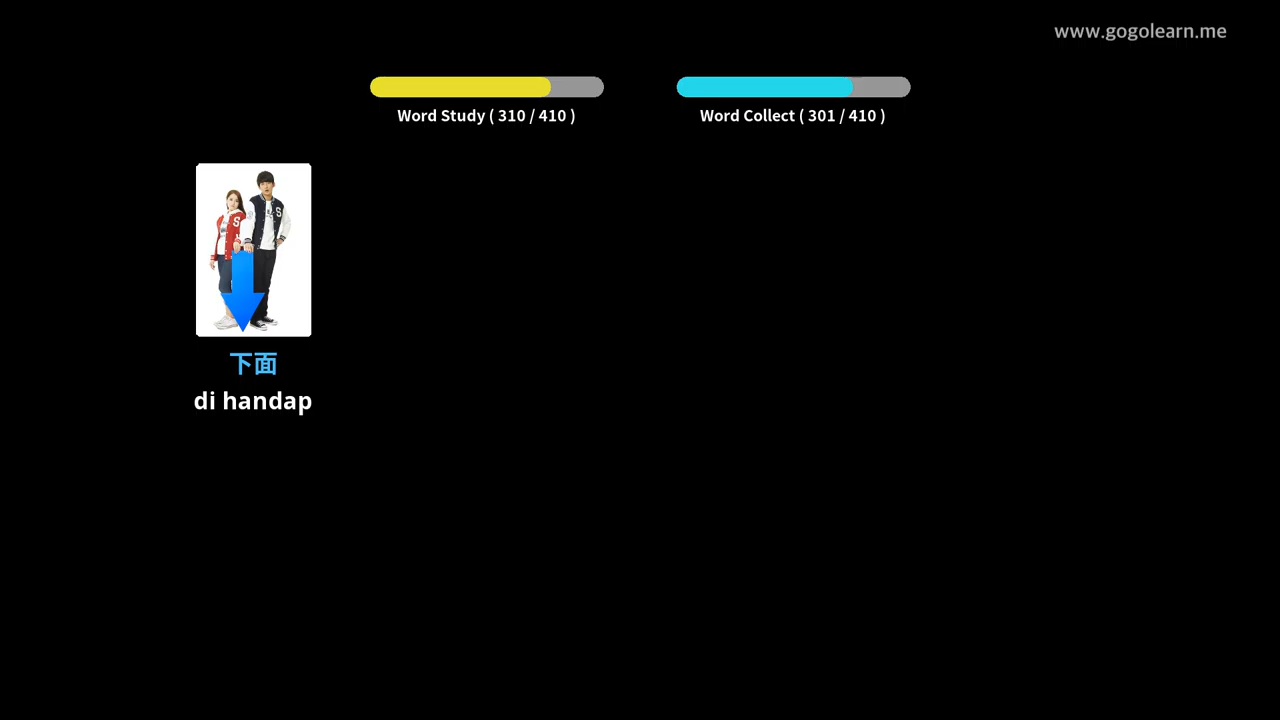 www.gogolearn.me
Word Study ( 310 / 410 )
Word Collect ( 301 / 410 )
S
S
下面
di handap